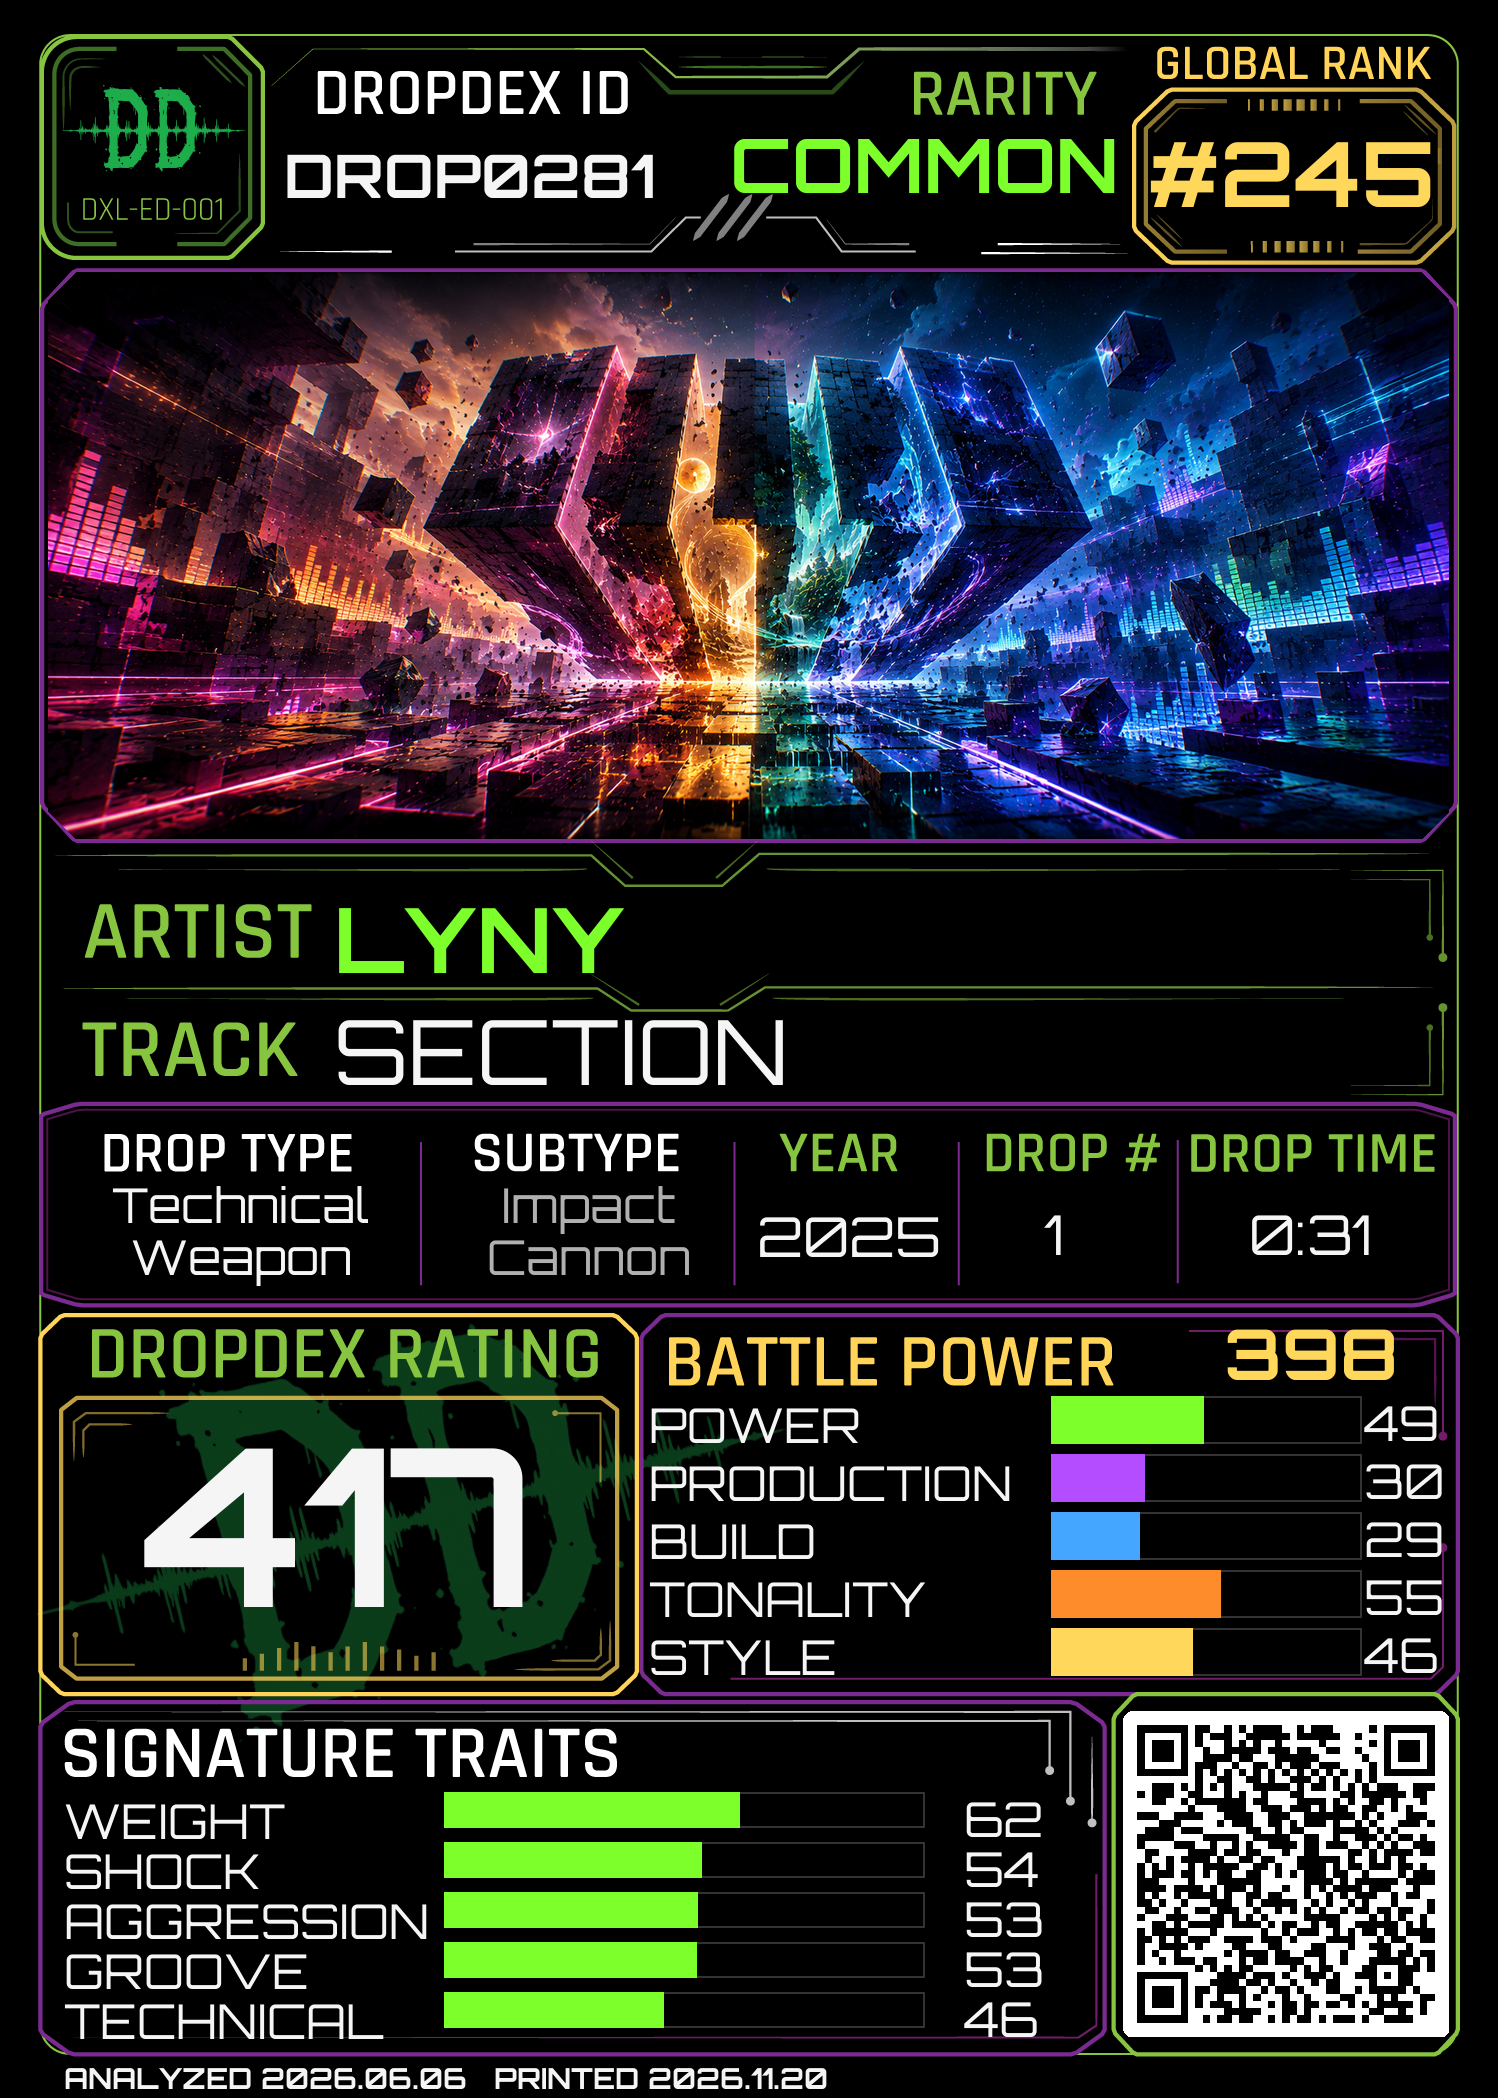 DD
DXL-ED-001
DROPDEX ID
DROP0281
RARITY
COMMON
GLOBAL RANK
#245
ARTIST LYNY
TRACK SECTION
DROP TYPE
Technical
Weapon
SUBTYPE
Impact
Cannon
YEAR
2025
DROP #
1
DROP TIME
0:31
DROPDEX RATING
417
BATTLE POWER 398
POWER 49
PRODUCTION 30
BUILD 29
TONALITY 55
STYLE 46
SIGNATURE TRAITS
WEIGHT 62
SHOCK 54
AGGRESSION 53
GROOVE 53
TECHNICAL 46
ANALYZED 2026.06.06 PRINTED 2026.11.20